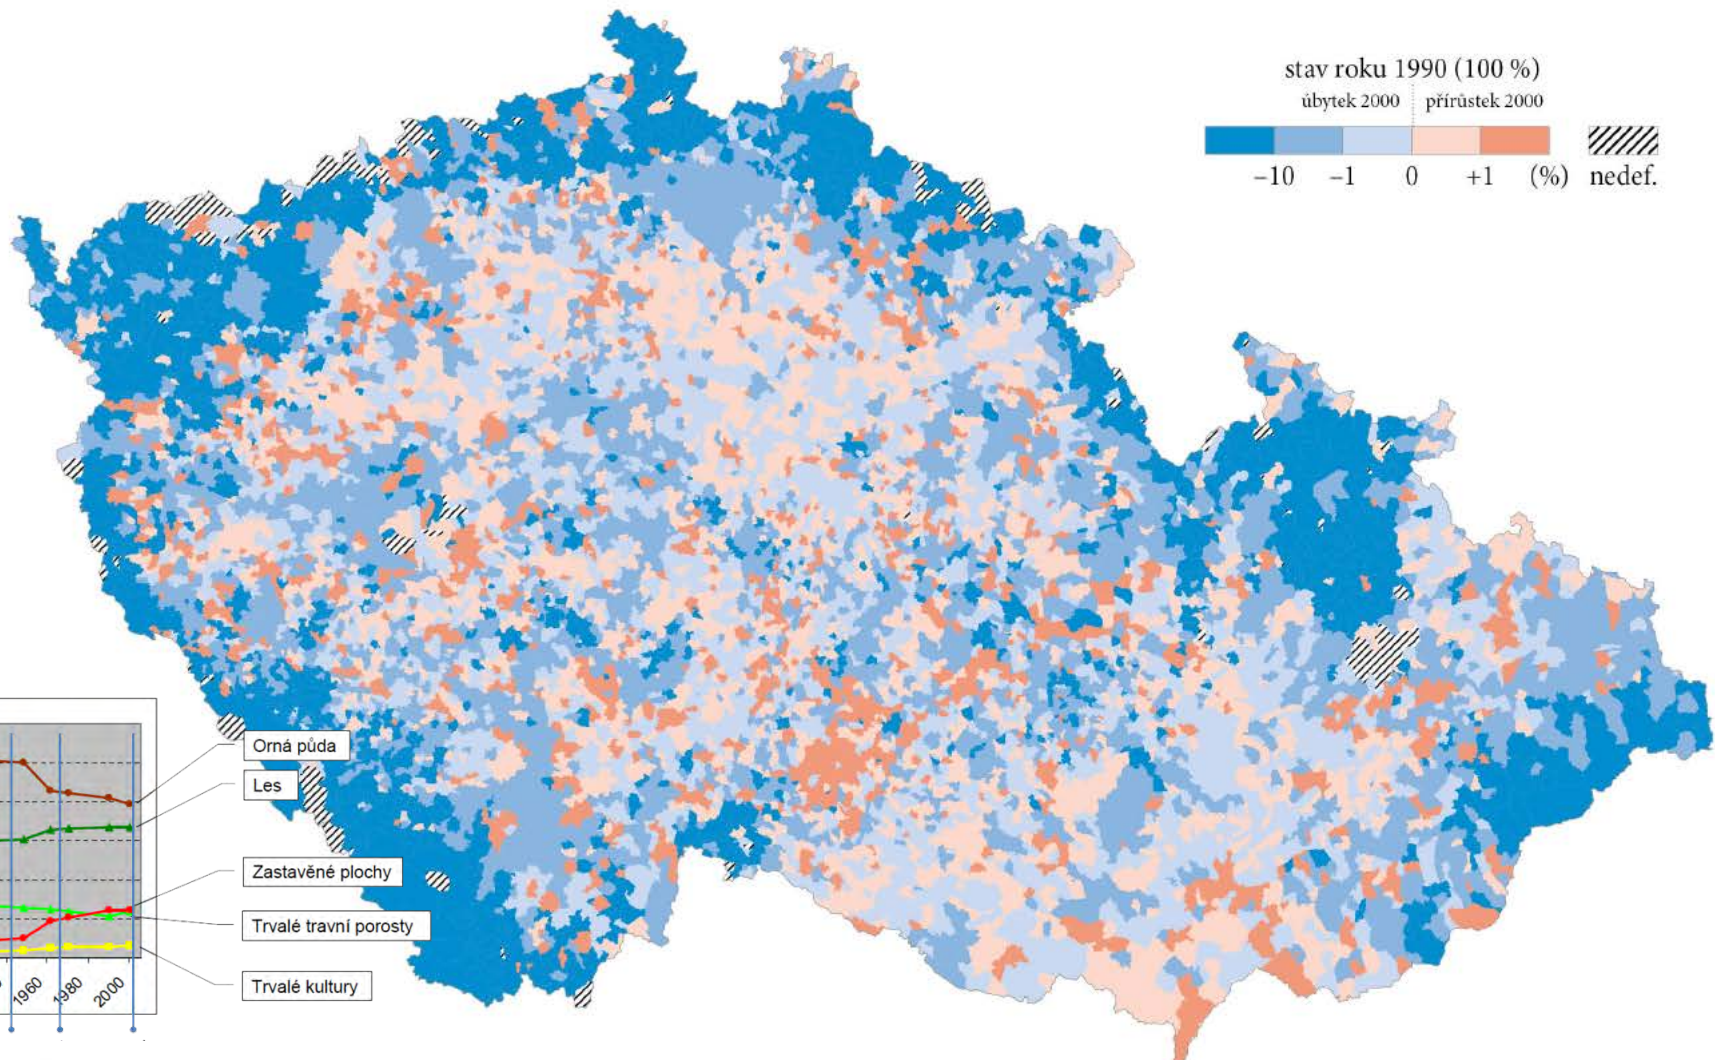 stav roku 1990 (100 %)
úbytek 2000 přírůstek 2000
−10 −1 0 +1 (%) nedef.
Orná půda
Les
Zastavěné plochy
Trvalé travní porosty
Trvalé kultury
1960 1980 2000